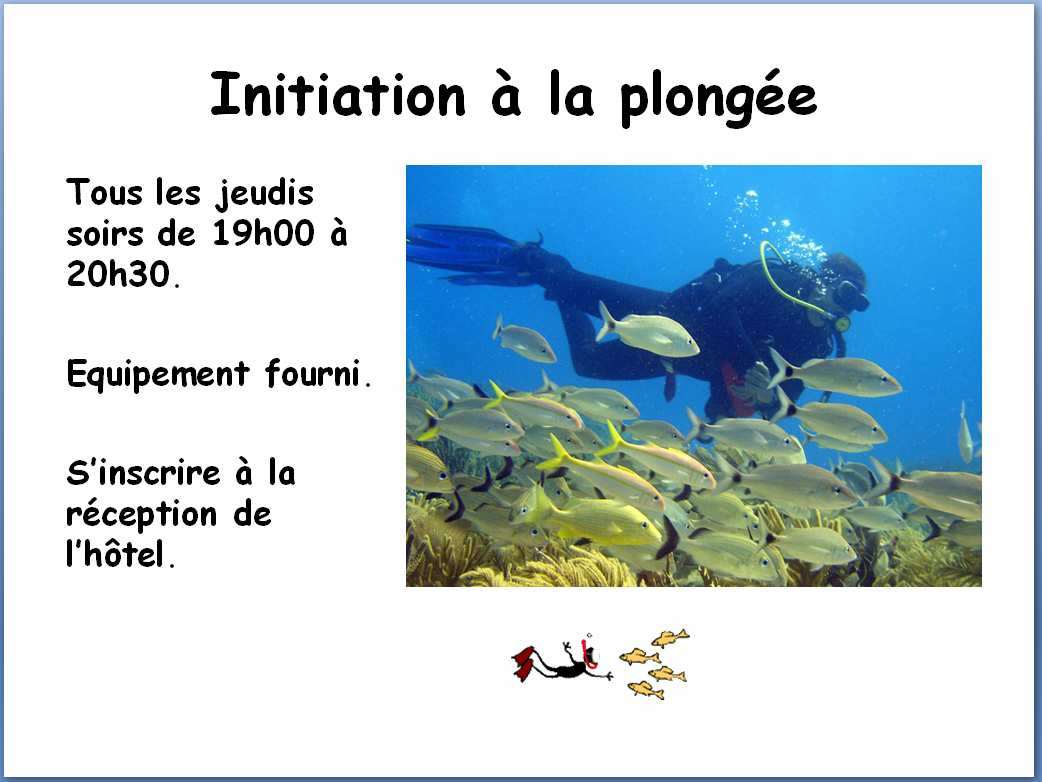 Initiation à la plongée
Tous les jeudis
soirs de 19h00 à
20h30.
Equipement fourni.
S'inscrire à la
réception de
l'hôtel.